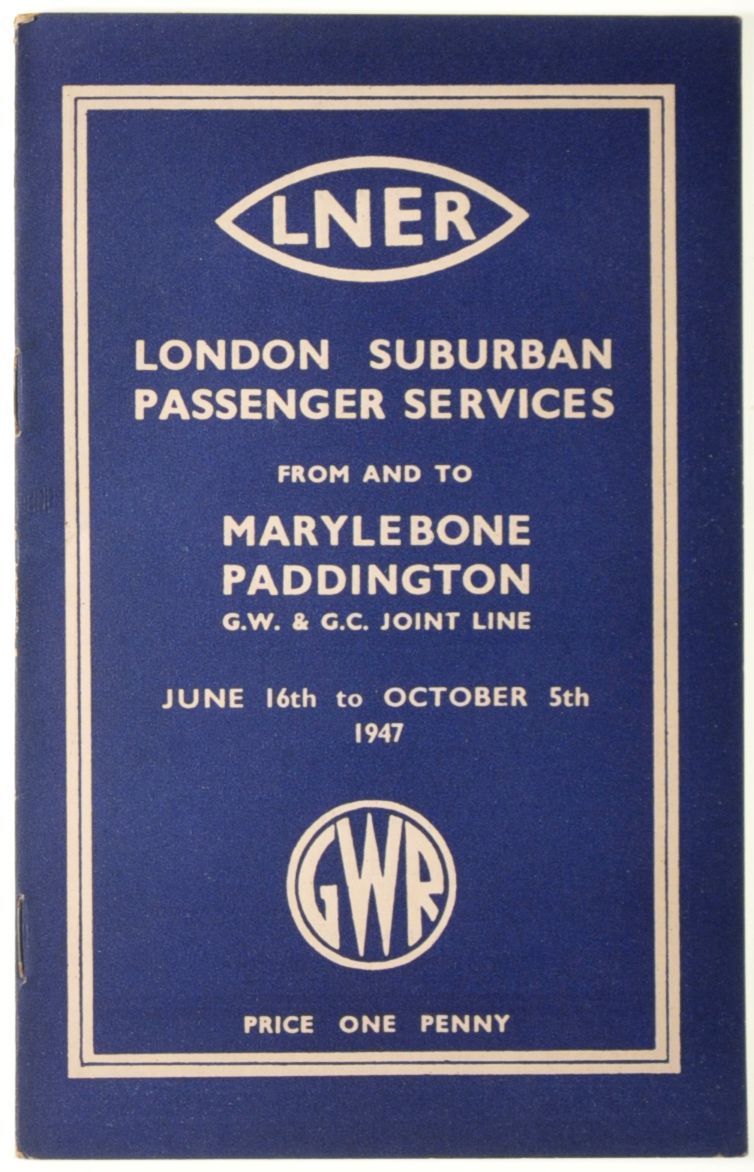 LNER
LONDON SUBURBAN
PASSENGER SERVICES
FROM AND TO
MARYLEBONE
PADDINGTON
G.W. & G.C. JOINT LINE
JUNE 16th to OCTOBER 5th
1947
GWR
PRICE ONE PENNY